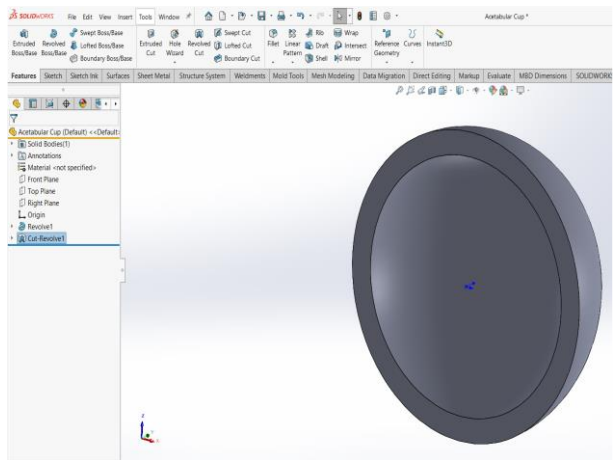 SOLIDWORKS File Edit View Insert Tools Window Acetabular Cup *
Extruded Boss/Base Revolved Boss/Base Swept Boss/Base Lofted Boss/Base Boundary Boss/Base Extruded Cut Hole Wizard Revolved Cut Swept Cut Lofted Cut Boundary Cut Fillet Linear Pattern Rib Draft Shell Wrap Intersect Mirror Reference Geometry Curves Instant3D
Features Sketch Sketch Ink Surfaces Sheet Metal Structure System Weldments Mold Tools Mesh Modeling Data Migration Direct Editing Markup Evaluate MBD Dimensions SOLIDWORK
Acetabular Cup (Default) <<Default
Solid Bodies(1)
Annotations
Material <not specified>
Front Plane
Top Plane
Right Plane
Origin
Revolve1
Cut-Revolve1